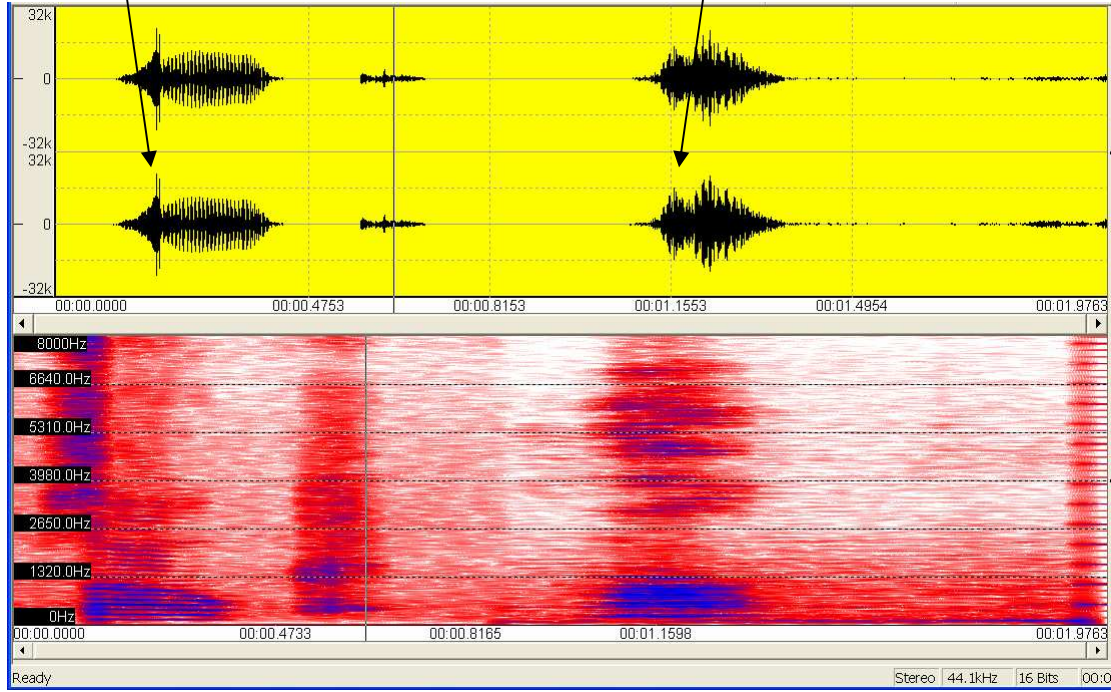 32k
0
-32k
32k
0
-32k
00:00.0000 00:00.4753 00:00.8153 00:01.1553 00:01.4954 00:01.9763
8000Hz
6640.0Hz
5310.0Hz
3980.0Hz
2650.0Hz
1320.0Hz
0Hz
00:00.0000 00:00.4733 00:00.8165 00:01.1598 00:01.9763
Ready Stereo 44.1kHz 16 Bits 00:0